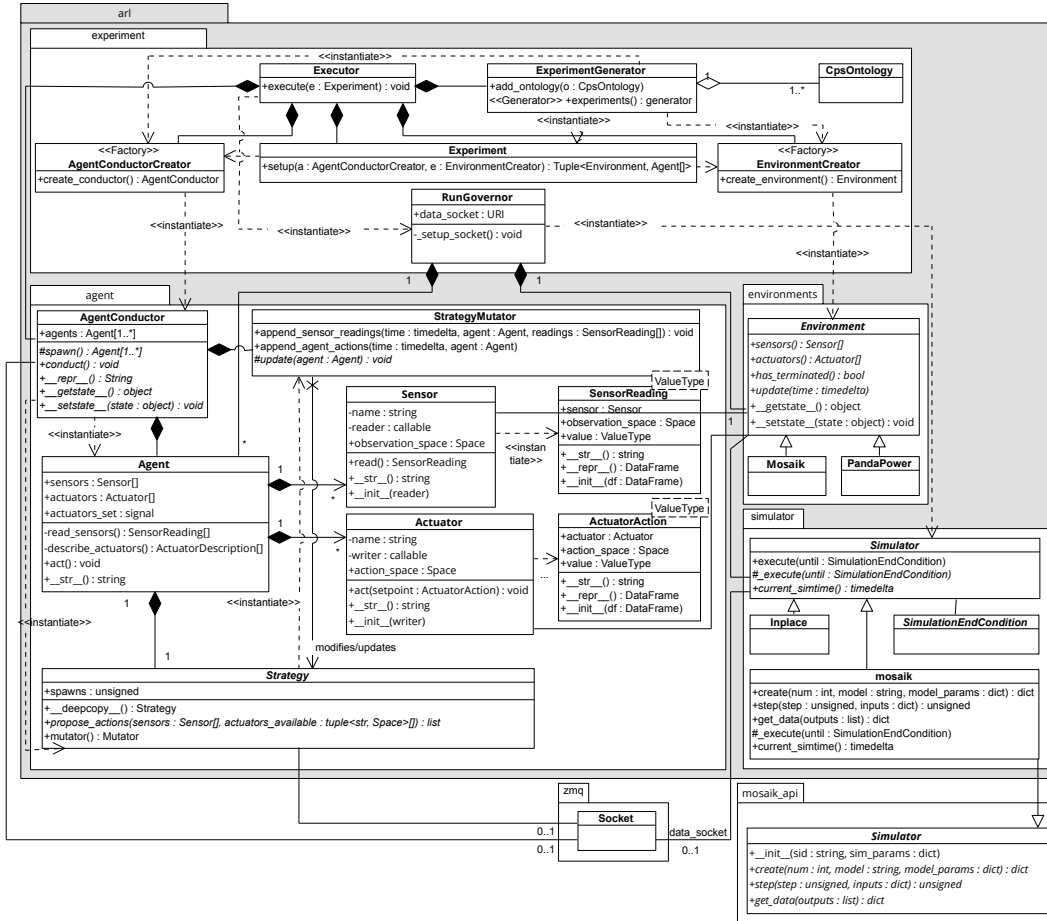 arl
experiment
<<instantiate>>
Executor
+execute(e : Experiment) : void
ExperimentGenerator
+add_ontology(o : CpsOntology)
<<Generator>> +experiments() : generator
1
1..*
CpsOntology
<<instantiate>>
<<instantiate>>
<<Factory>>
AgentConductorCreator
+create_conductor() : AgentConductor
Experiment
+setup(a : AgentConductorCreator, e : EnvironmentCreator) : Tuple<Environment, Agent[]>
<<Factory>>
EnvironmentCreator
+create_environment() : Environment
RunGovernor
+data_socket : URI
-_setup_socket() : void
<<instantiate>>
<<instantiate>>
<<instantiate>>
<<instantiate>>
1
1
agent
AgentConductor
+agents : Agent[1..*]
#spawn() : Agent[1..*]
+conduct() : void
+__repr__() : String
+__getstate__() : object
+__setstate__(state : object) : void
<<instantiate>>
StrategyMutator
+append_sensor_readings(time : timedelta, agent : Agent, readings : SensorReading[]) : void
+append_agent_actions(time : timedelta, agent : Agent)
#update(agent : Agent) : void
environments
Environment
+sensors() : Sensor[]
+actuators() : Actuator[]
+has_terminated() : bool
+update(time : timedelta)
+__getstate__() : object
+__setstate__(state : object) : void
1
Mosaik
PandaPower
Sensor
-name : string
-reader : callable
+observation_space : Space
+read() : SensorReading
+__str__() : string
+__init__(reader)
<<instan
tiate>>
ValueType
SensorReading
+sensor : Sensor
+observation_space : Space
+value : ValueType
+__str__() : string
+__repr__() : DataFrame
+__init__(df : DataFrame)
*
Agent
+sensors : Sensor[]
+actuators : Actuator[]
+actuators_set : signal
-read_sensors() : SensorReading[]
-describe_actuators() : ActuatorDescription[]
+act() : void
+__str__() : string
1
*
1
*
Actuator
-name : string
-writer : callable
+action_space : Space
+act(setpoint : ActuatorAction) : void
+__str__() : string
+__init__(writer)
...
ValueType
ActuatorAction
+actuator : Actuator
+action_space : Space
+value : ValueType
+__str__() : string
+__repr__() : DataFrame
+__init__(df : DataFrame)
simulator
Simulator
+execute(until : SimulationEndCondition)
#_execute(until : SimulationEndCondition)
+current_simtime() : timedelta
Inplace
SimulationEndCondition
1
<<instantiate>>
<<instantiate>>
1
modifies/updates
Strategy
+spawns : unsigned
+__deepcopy__() : Strategy
+propose_actions(sensors : Sensor[], actuators_available : tuple<str, Space>[]) : list
+mutator() : Mutator
mosaik
+create(num : int, model : string, model_params : dict) : dict
+step(step : unsigned, inputs : dict) : unsigned
+get_data(outputs : list) : dict
#_execute(until : SimulationEndCondition)
+current_simtime() : timedelta
zmq
Socket
0..1
0..1
data_socket
0..1
mosaik_api
Simulator
+__init__(sid : string, sim_params : dict)
+create(num : int, model : string, model_params : dict) : dict
+step(step : unsigned, inputs : dict) : unsigned
+get_data(outputs : list) : dict